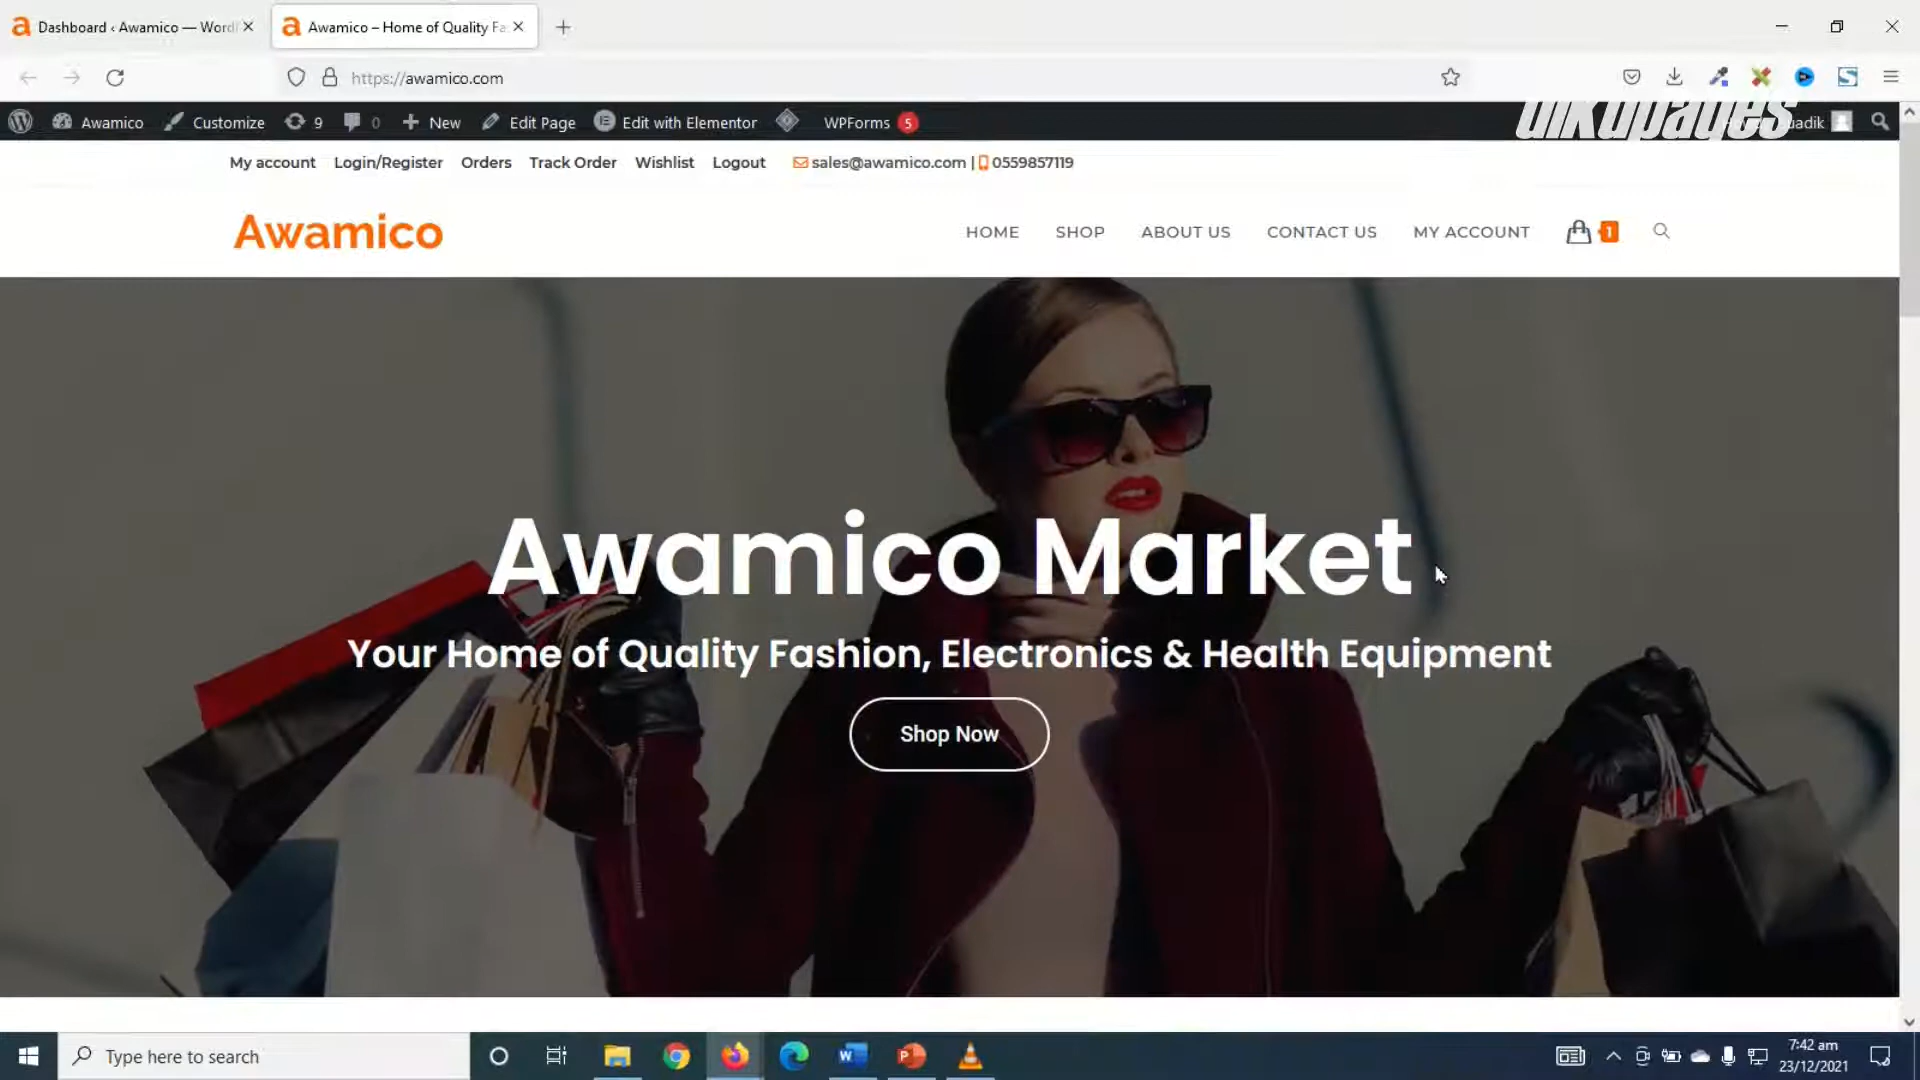 Dashboard ‹ Awamico — Word
Awamico – Home of Quality Fa
https://awamico.com
Awamico
Customize
9
0
New
Edit Page
Edit with Elementor
WPForms 5
My account
Login/Register
Orders
Track Order
Wishlist
Logout
sales@awamico.com | 0559857119
Awamico
HOME
SHOP
ABOUT US
CONTACT US
MY ACCOUNT
1
Awamico Market
Your Home of Quality Fashion, Electronics & Health Equipment
Shop Now
Type here to search
7:42 am
23/12/2021